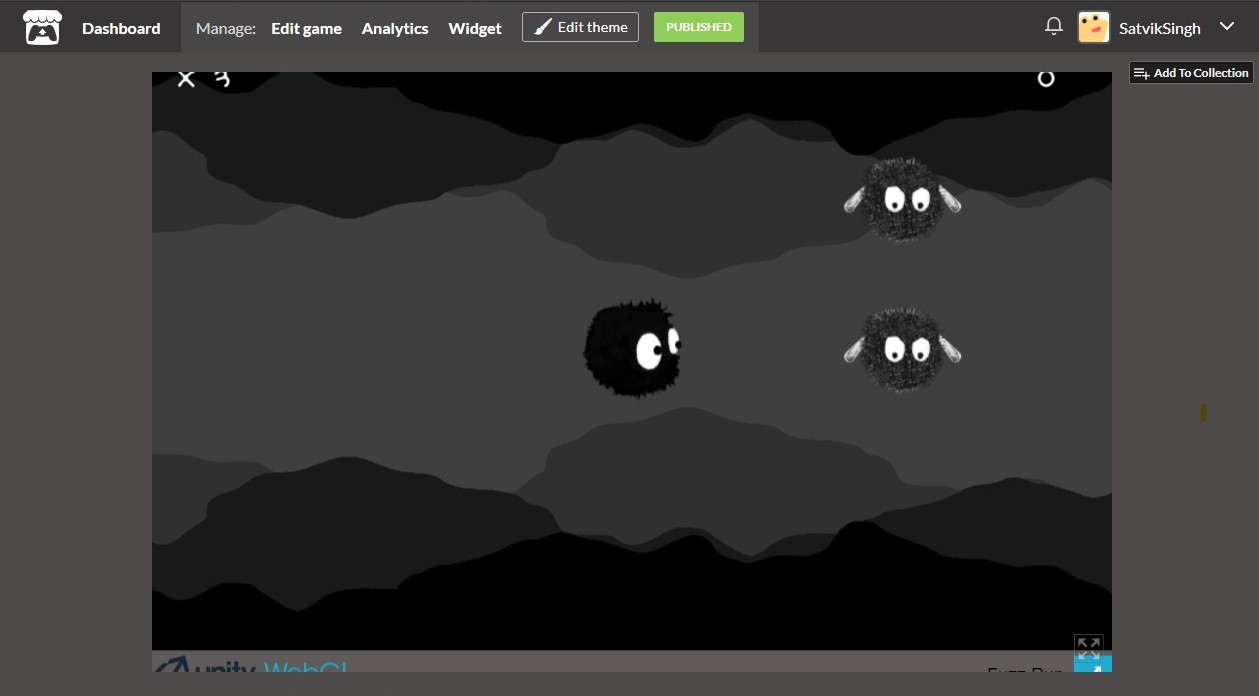 Dashboard Manage: Edit game Analytics Widget Edit theme PUBLISHED SatvikSingh
Add To Collection
X 3 0
unity WebGL Fuzz Run